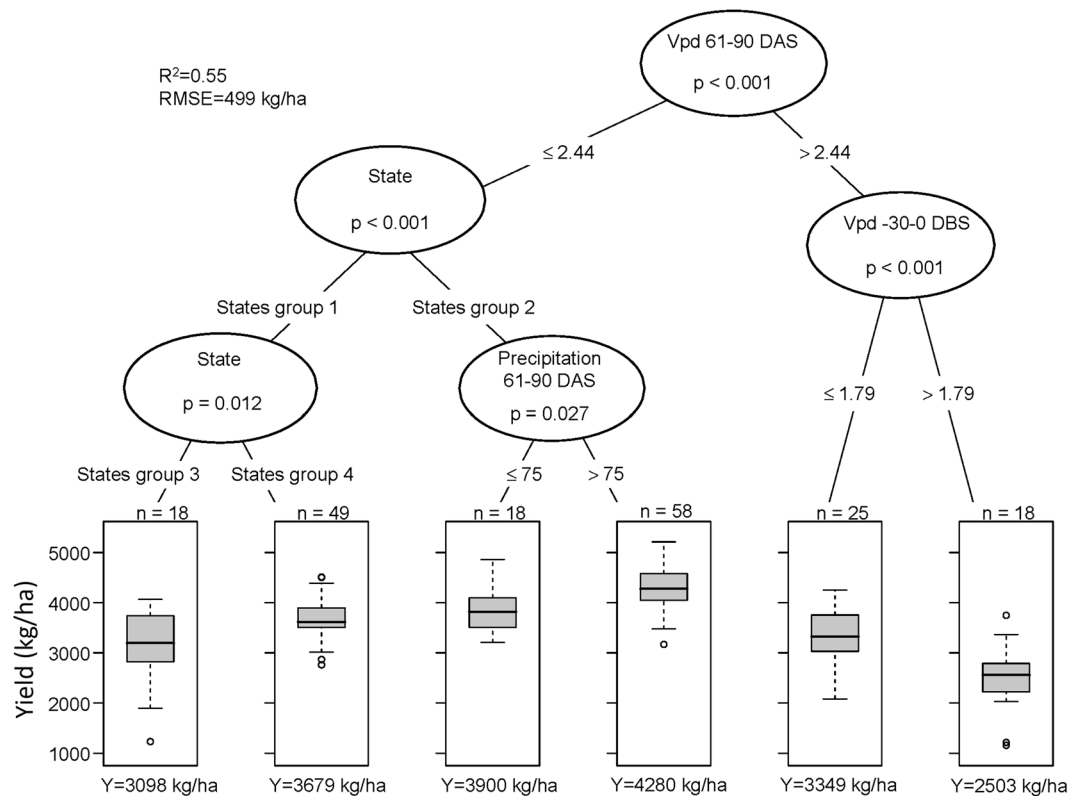 Vpd 61-90 DAS
p < 0.001
R²=0.55
RMSE=499 kg/ha
≤ 2.44
> 2.44
State
p < 0.001
Vpd -30-0 DBS
p < 0.001
States group 1
States group 2
State
p = 0.012
Precipitation
61-90 DAS
p = 0.027
≤ 1.79
> 1.79
States group 3
States group 4
≤ 75
> 75
n = 18
n = 49
n = 18
n = 58
n = 25
n = 18
Yield (kg/ha)
5000
4000
3000
2000
1000
Y=3098 kg/ha
Y=3679 kg/ha
Y=3900 kg/ha
Y=4280 kg/ha
Y=3349 kg/ha
Y=2503 kg/ha